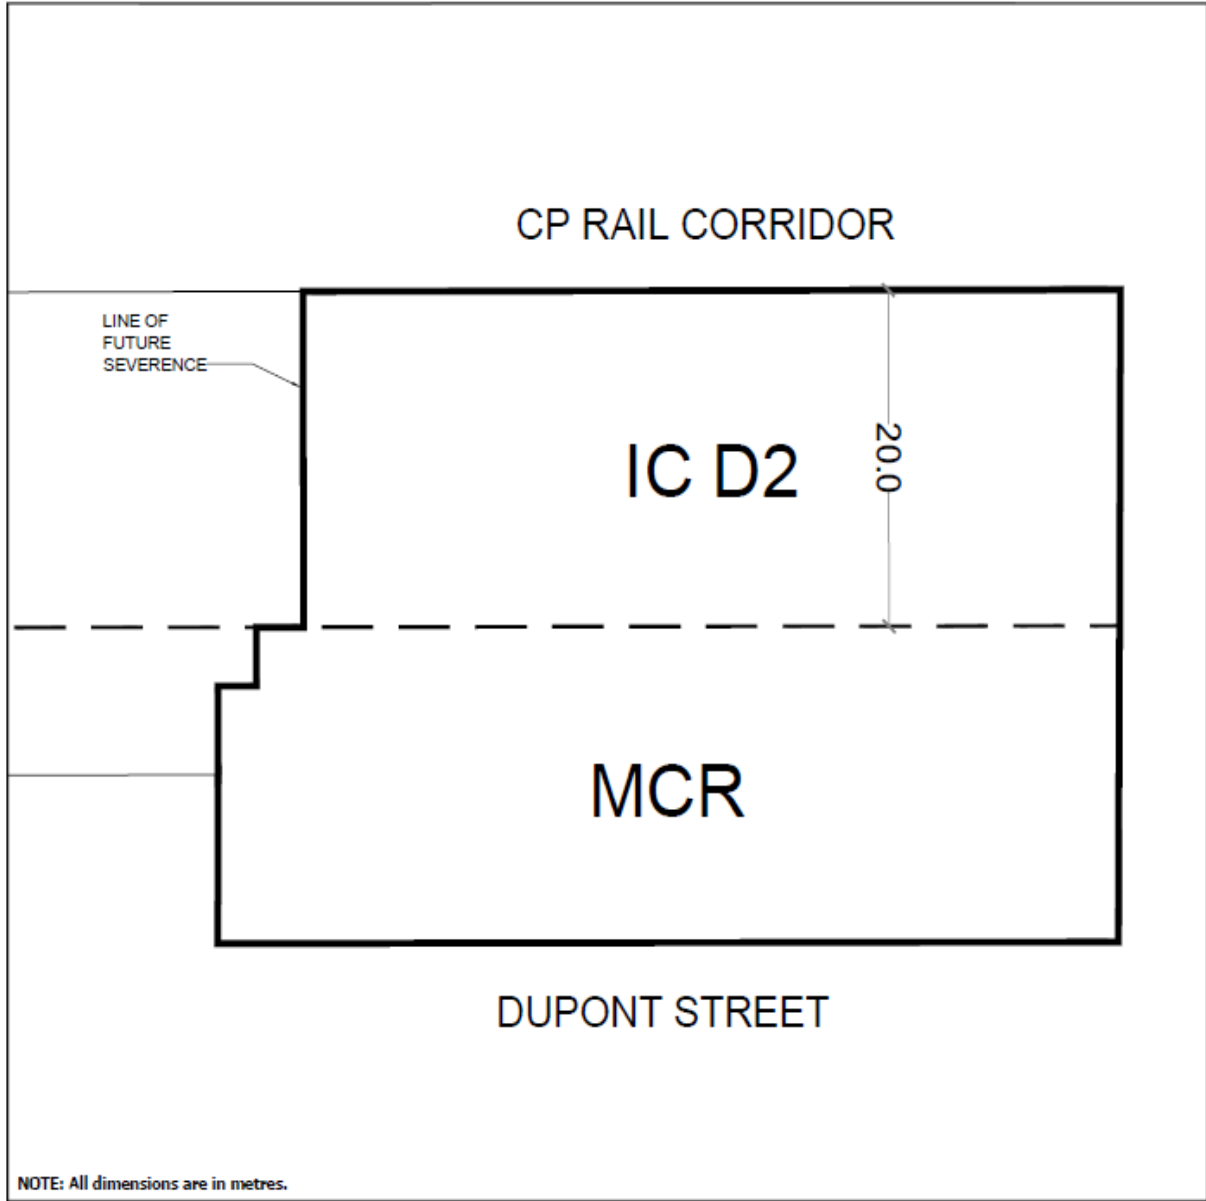 CP RAIL CORRIDOR
LINE OF
FUTURE
SEVERENCE
IC D2
20.0
MCR
DUPONT STREET
NOTE: All dimensions are in metres.